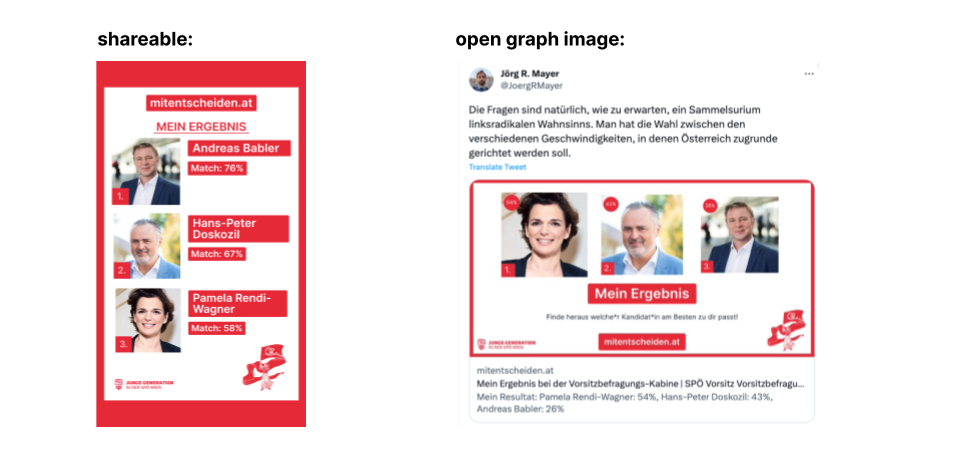 shareable:
mitentscheiden.at
MEIN ERGEBNIS
Andreas Babler
Match: 76%
1.
Hans-Peter
Doskozil
Match: 67%
2.
Pamela Rendi-
Wagner
Match: 58%
3.
JUNGE GENERATION
IN DER SPÖ WIEN
open graph image:
Jörg R. Mayer
@JoergRMayer
Die Fragen sind natürlich, wie zu erwarten, ein Sammelsurium
linksradikalen Wahnsinns. Man hat die Wahl zwischen den
verschiedenen Geschwindigkeiten, in denen Österreich zugrunde
gerichtet werden soll.
Translate Tweet
54%
43%
26%
1.
2.
3.
Mein Ergebnis
Finde heraus welche*r Kandidat*in am Besten zu dir passt!
mitentscheiden.at
JUNGE GENERATION
IN DER SPÖ WIEN
mitentscheiden.at
Mein Ergebnis bei der Vorsitzbefragungs-Kabine | SPÖ Vorsitz Vorsitzbefragu...
Mein Resultat: Pamela Rendi-Wagner: 54%, Hans-Peter Doskozil: 43%,
Andreas Babler: 26%